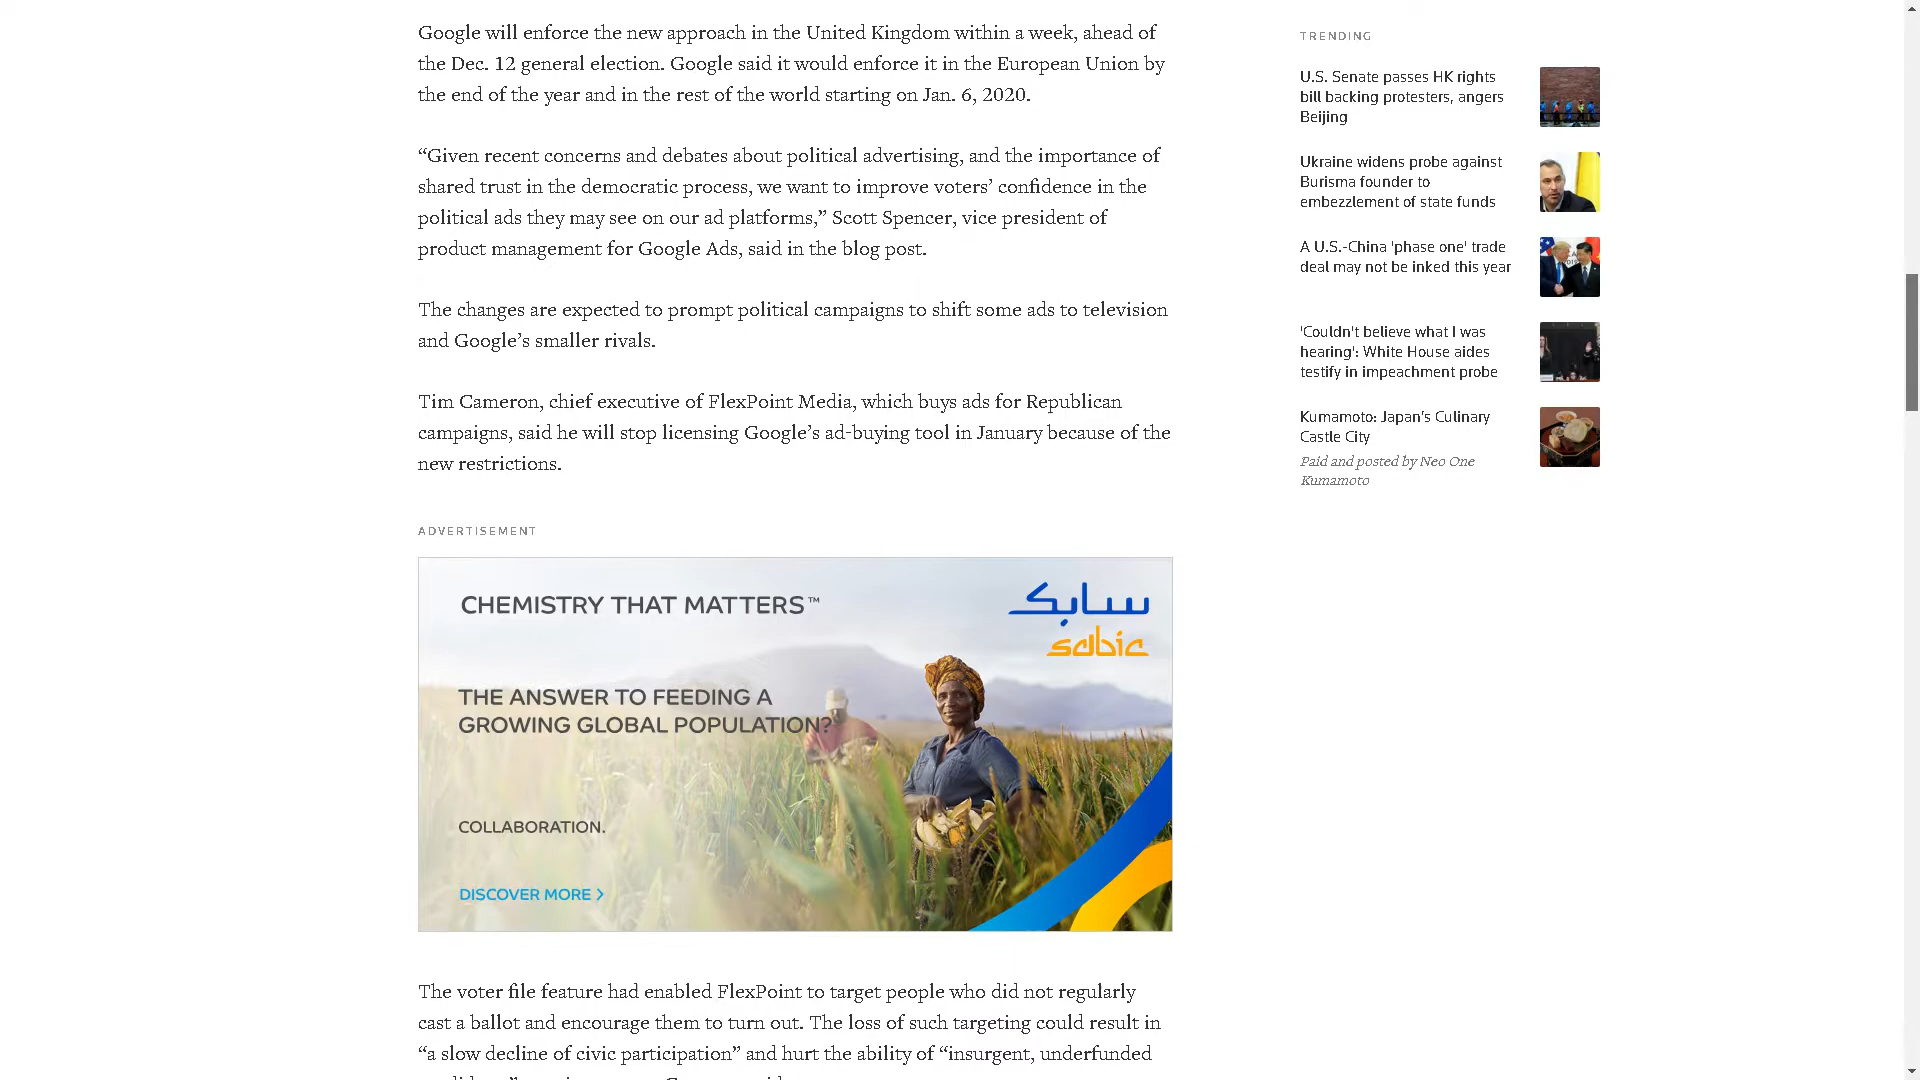 Google will enforce the new approach in the United Kingdom within a week, ahead of
the Dec. 12 general election. Google said it would enforce it in the European Union by
the end of the year and in the rest of the world starting on Jan. 6, 2020.
“Given recent concerns and debates about political advertising, and the importance of
shared trust in the democratic process, we want to improve voters’ confidence in the
political ads they may see on our ad platforms,” Scott Spencer, vice president of
product management for Google Ads, said in the blog post.
The changes are expected to prompt political campaigns to shift some ads to television
and Google’s smaller rivals.
Tim Cameron, chief executive of FlexPoint Media, which buys ads for Republican
campaigns, said he will stop licensing Google’s ad-buying tool in January because of the
new restrictions.
ADVERTISEMENT
CHEMISTRY THAT MATTERS™
سابك
sabic
THE ANSWER TO FEEDING A
GROWING GLOBAL POPULATION?
COLLABORATION.
DISCOVER MORE >
The voter file feature had enabled FlexPoint to target people who did not regularly
cast a ballot and encourage them to turn out. The loss of such targeting could result in
“a slow decline of civic participation” and hurt the ability of “insurgent, underfunded
TRENDING
U.S. Senate passes HK rights
bill backing protesters, angers
Beijing
Ukraine widens probe against
Burisma founder to
embezzlement of state funds
A U.S.-China 'phase one' trade
deal may not be inked this year
'Couldn't believe what I was
hearing': White House aides
testify in impeachment probe
Kumamoto: Japan’s Culinary
Castle City
Paid and posted by Neo One
Kumamoto